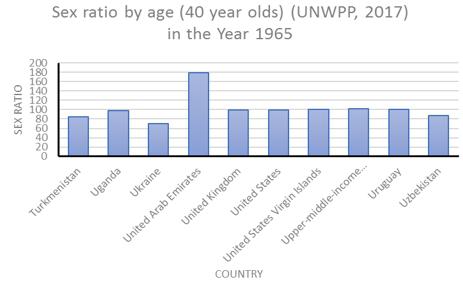 Sex ratio by age (40 year olds) (UNWPP, 2017)
in the Year 1965
200
180
160
140
120
100
80
60
40
20
0
SEX RATIO
Turkmenistan
Uganda
Ukraine
United Arab Emirates
United Kingdom
United States
United States Virgin Islands
Upper-middle-income...
Uruguay
Uzbekistan
COUNTRY